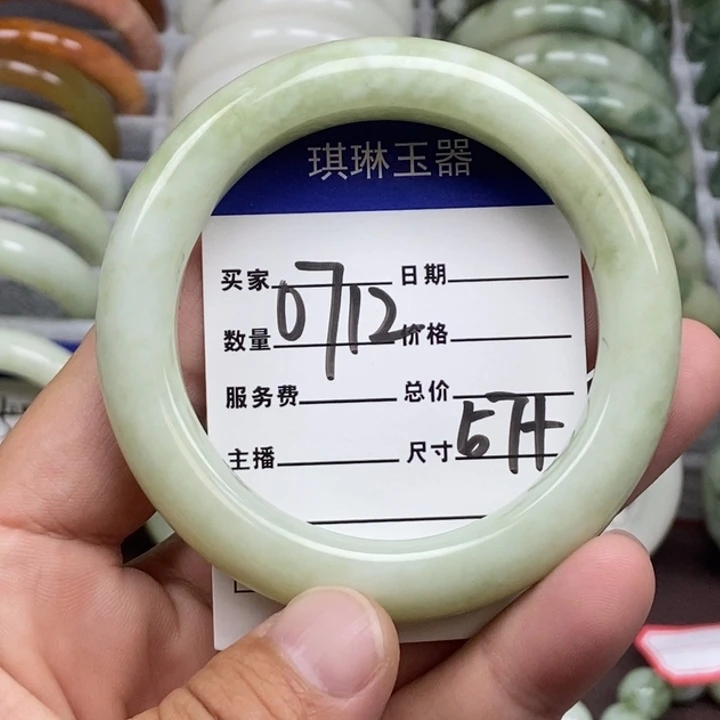 琪琳玉器
买家 日期
0712
数量 价格
服务费 总价
主播 尺寸 57+